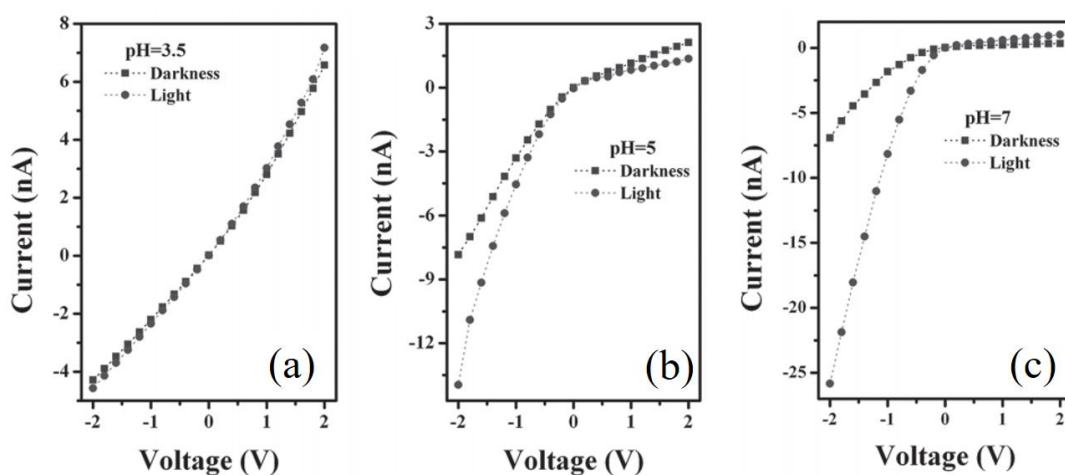 8
6
4
2
0
-2
-4
pH=3.5
Darkness
Light
(a)
-2 -1 0 1 2
Voltage (V)
Current (nA)
3
0
-3
-6
-9
-12
pH=5
Darkness
Light
(b)
-2 -1 0 1 2
Voltage (V)
Current (nA)
0
-5
-10
-15
-20
-25
pH=7
Darkness
Light
(c)
-2 -1 0 1 2
Voltage (V)
Current (nA)